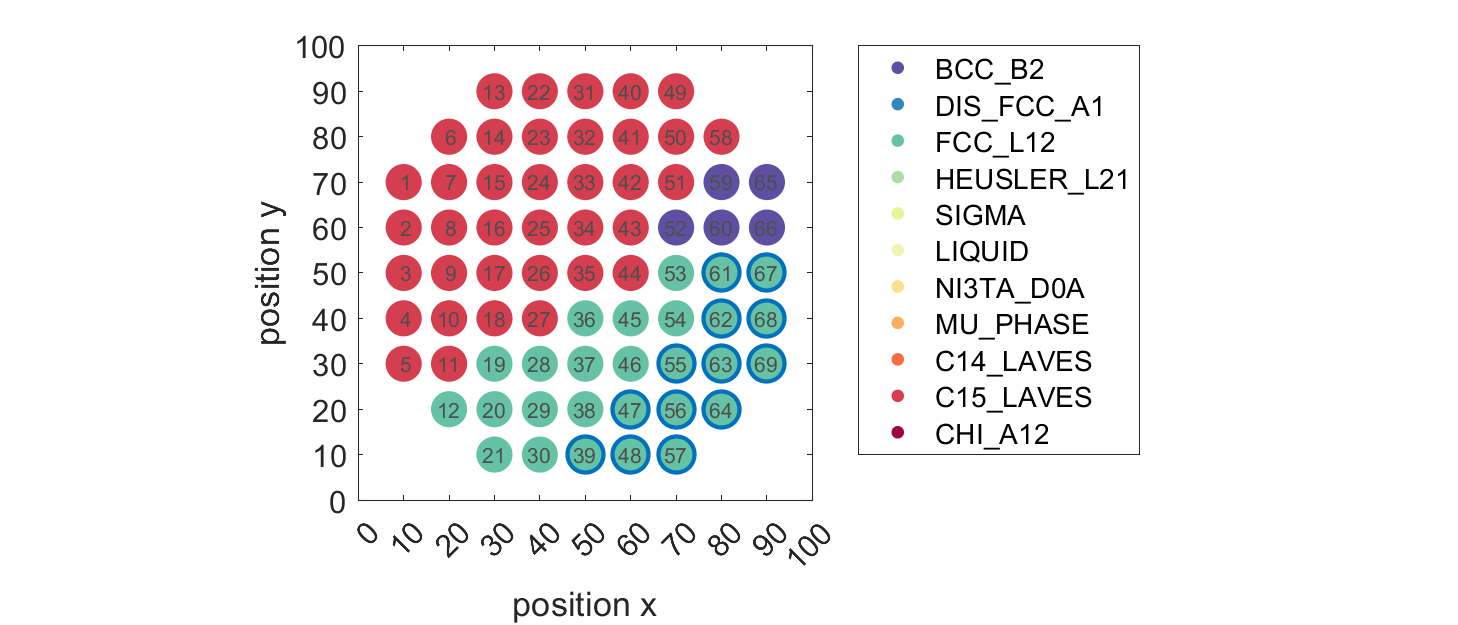 100
90
80
70
60
50
40
30
20
10
0
position y
13 22 31 40 49
6 14 23 32 41 50 58
1 7 15 24 33 42 51 59 65
2 8 16 25 34 43 52 60 66
3 9 17 26 35 44 53 61 67
4 10 18 27 36 45 54 62 68
5 11 19 28 37 46 55 63 69
12 20 29 38 47 56 64
21 30 39 48 57
0 10 20 30 40 50 60 70 80 90 100
position x
BCC_B2
DIS_FCC_A1
FCC_L12
HEUSLER_L21
SIGMA
LIQUID
NI3TA_D0A
MU_PHASE
C14_LAVES
C15_LAVES
CHI_A12